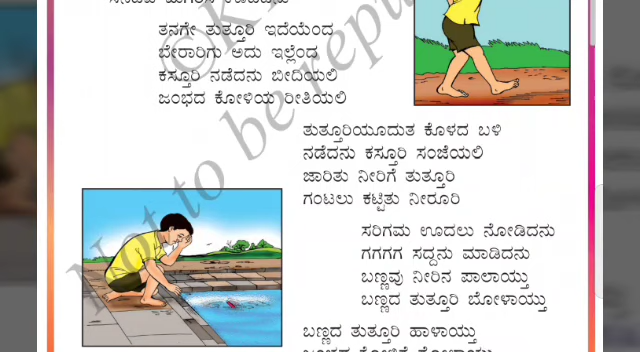 ತನಗೇ ತುತ್ತೂರಿ ಇದೆಯೆಂದ
ಬೇರಾರಿಗು ಅದು ಇಲ್ಲೆಂದ
ಕಸ್ತೂರಿ ನಡೆದನು ಬೀದಿಯಲಿ
ಜಂಭದ ಕೋಳಿಯ ರೀತಿಯಲಿ
ತುತ್ತೂರಿಯೂದುತ ಕೊಳದ ಬಳಿ
ನಡೆದನು ಕಸ್ತೂರಿ ಸಂಜೆಯಲಿ
ಜಾರಿತು ನೀರಿಗೆ ತುತ್ತೂರಿ
ಗಂಟಲು ಕಟ್ಟಿತು ನೀರೂರಿ
ಸರಿಗಮ ಊದಲು ನೋಡಿದನು
ಗಗಗಗ ಸದ್ದನು ಮಾಡಿದನು
ಬಣ್ಣವು ನೀರಿನ ಪಾಲಾಯ್ತು
ಬಣ್ಣದ ತುತ್ತೂರಿ ಬೋಳಾಯ್ತು
ಬಣ್ಣದ ತುತ್ತೂರಿ ಹಾಳಾಯ್ತು
Not to be repu